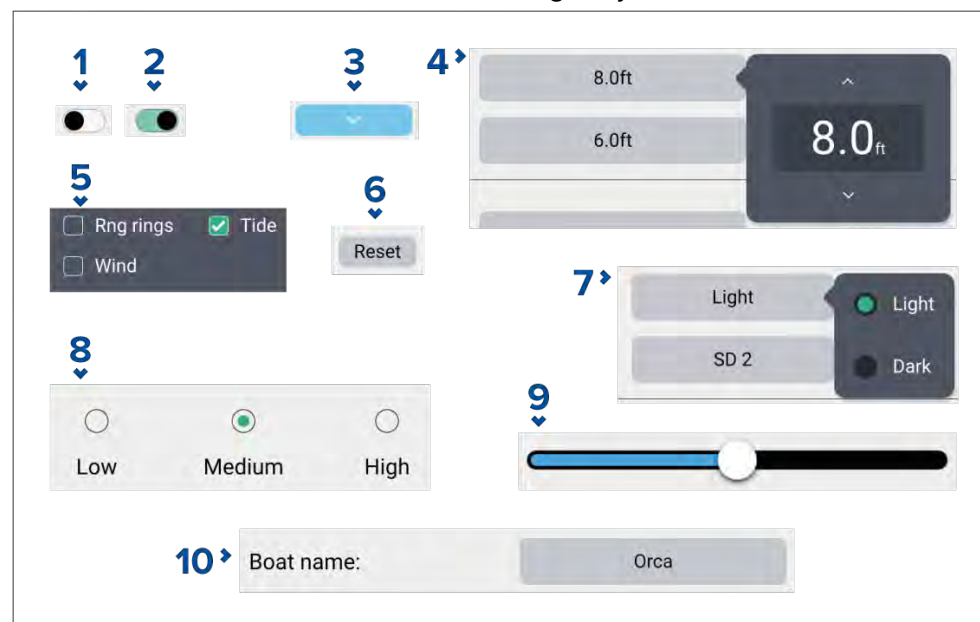 1
2
3
4
8.0ft
6.0ft
8.0ft
5
Rng rings
Tide
Wind
6
Reset
7
Light
SD 2
Light
Dark
8
Low
Medium
High
9
10
Boat name:
Orca